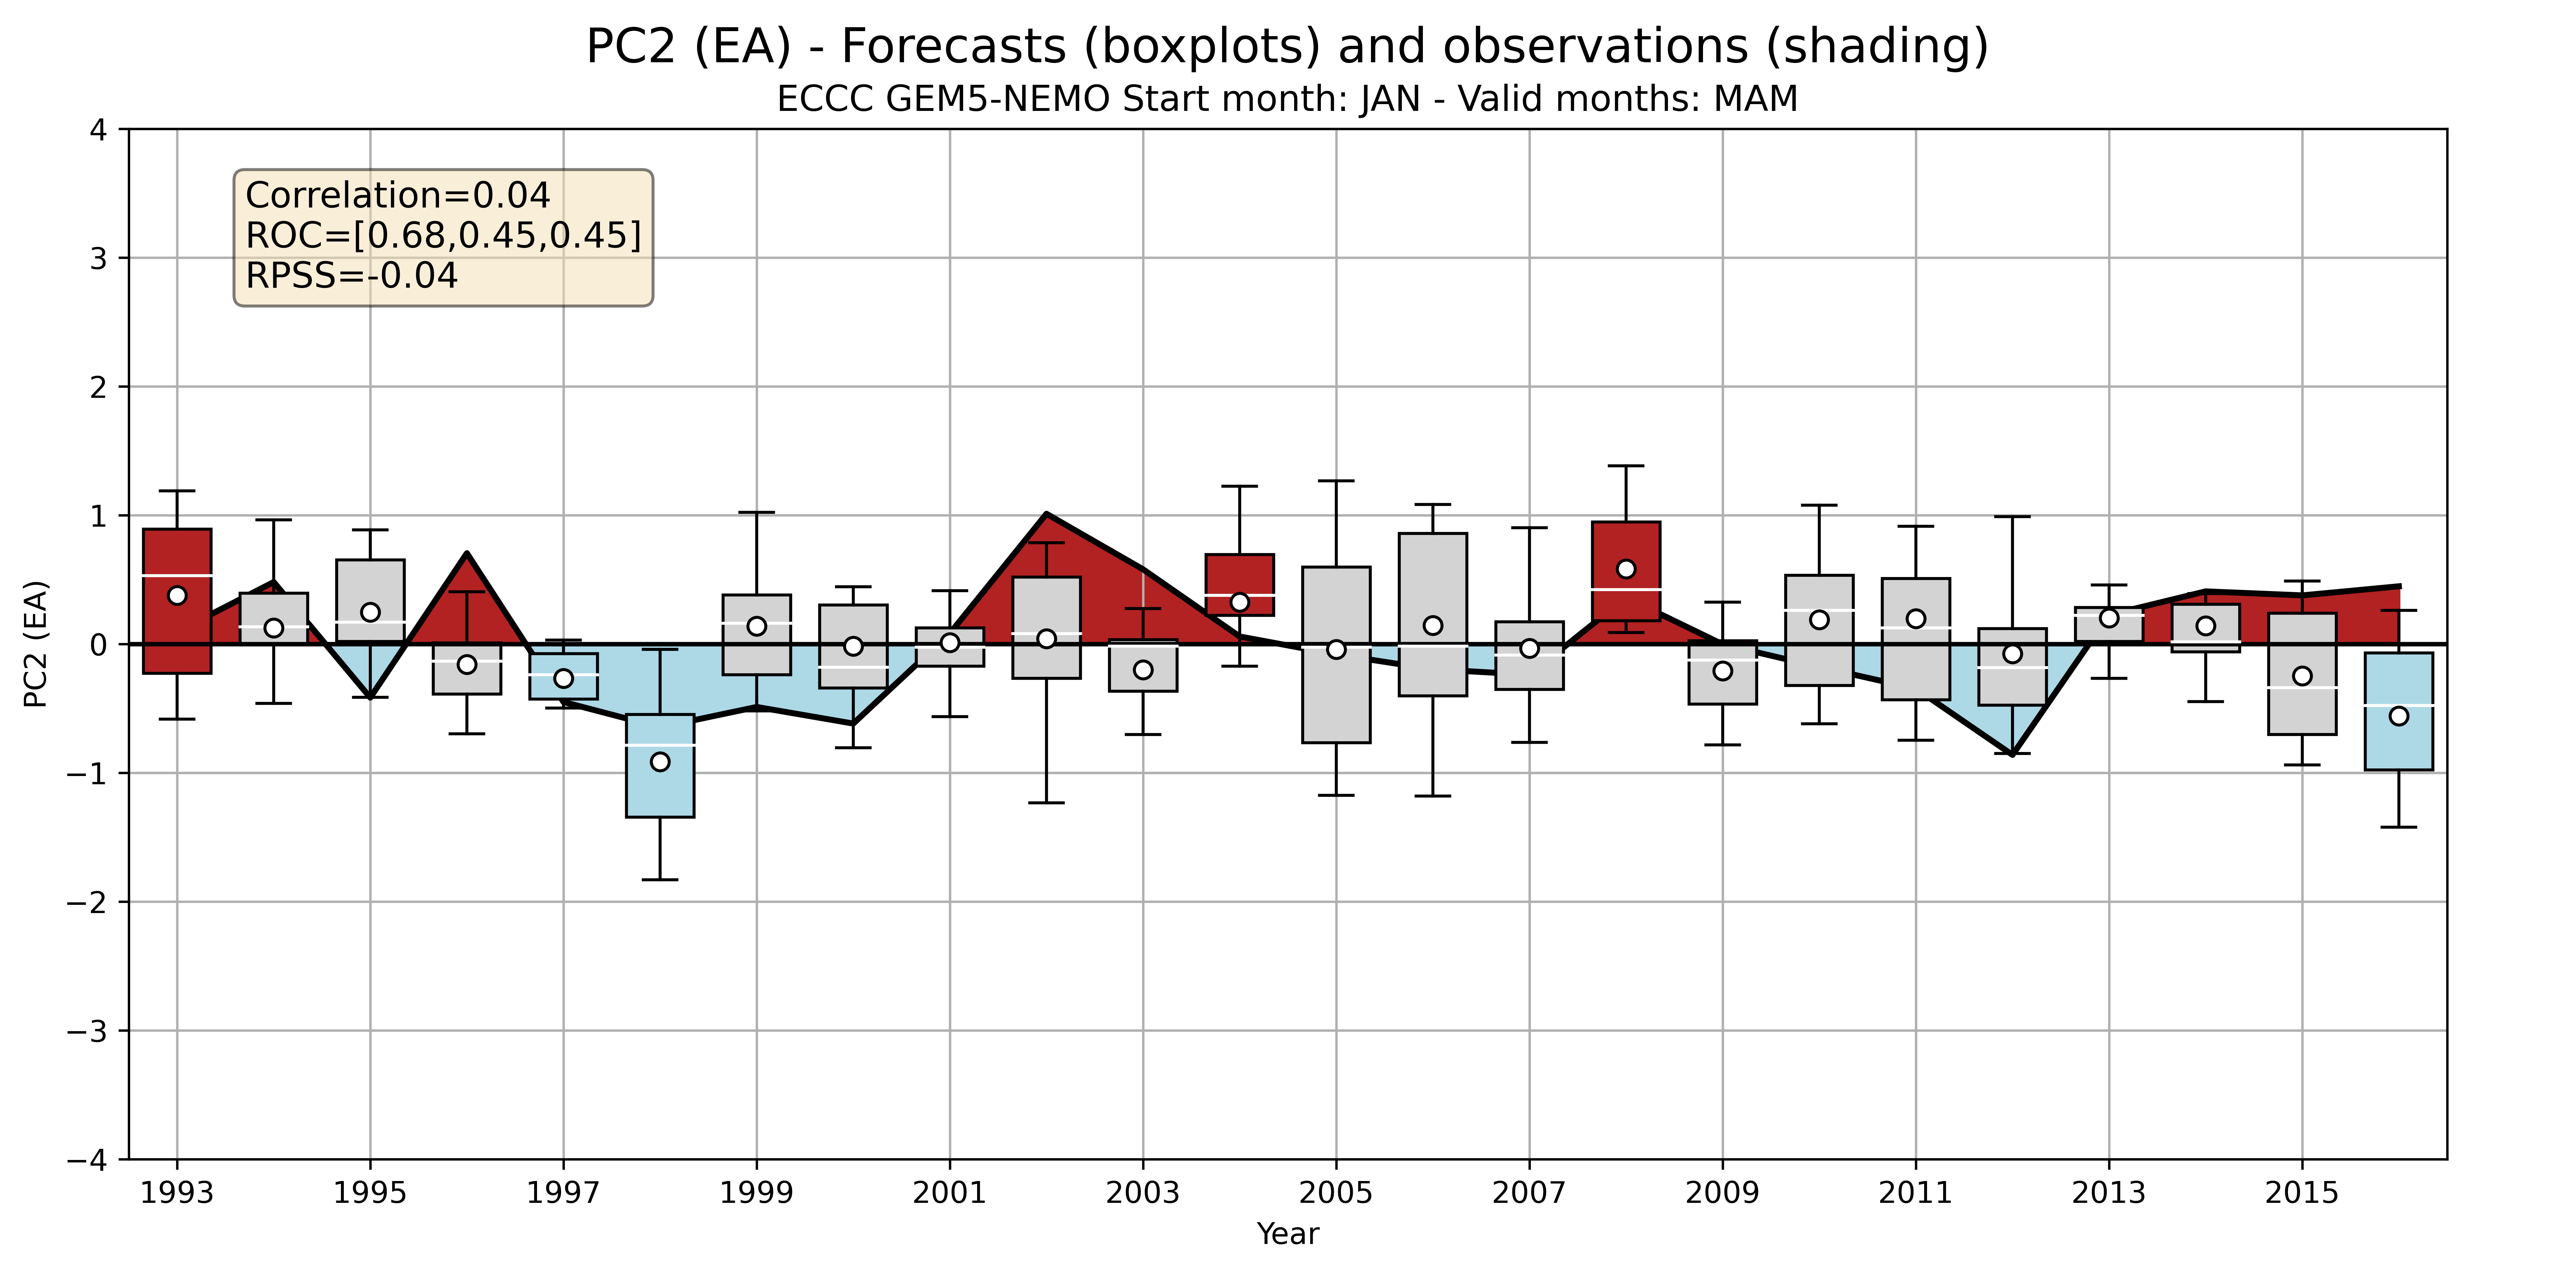 PC2 (EA) - Forecasts (boxplots) and observations (shading)
ECCC GEM5-NEMO Start month: JAN - Valid months: MAM
Correlation=0.04
ROC=[0.68,0.45,0.45]
RPSS=-0.04
PC2 (EA)
4
3
2
1
0
−1
−2
−3
−4
1993 1995 1997 1999 2001 2003 2005 2007 2009 2011 2013 2015
Year